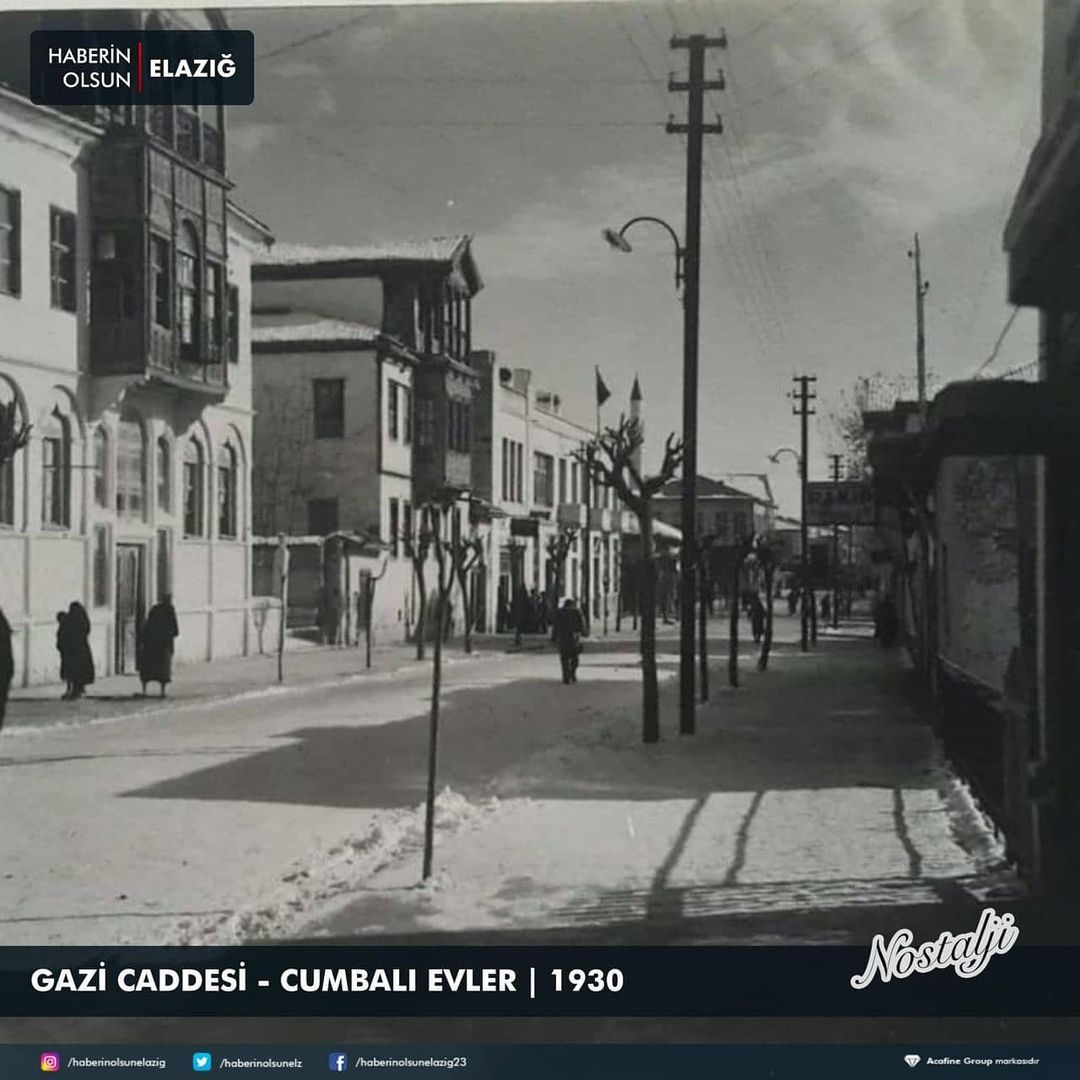 HABERİN
OLSUN
ELAZIĞ
Nostalji
GAZİ CADDESİ - CUMBALI EVLER | 1930
/haberinolsunelazig
/haberinolsunelz
/haberinolsunelazig23
Acafine Group markasıdır